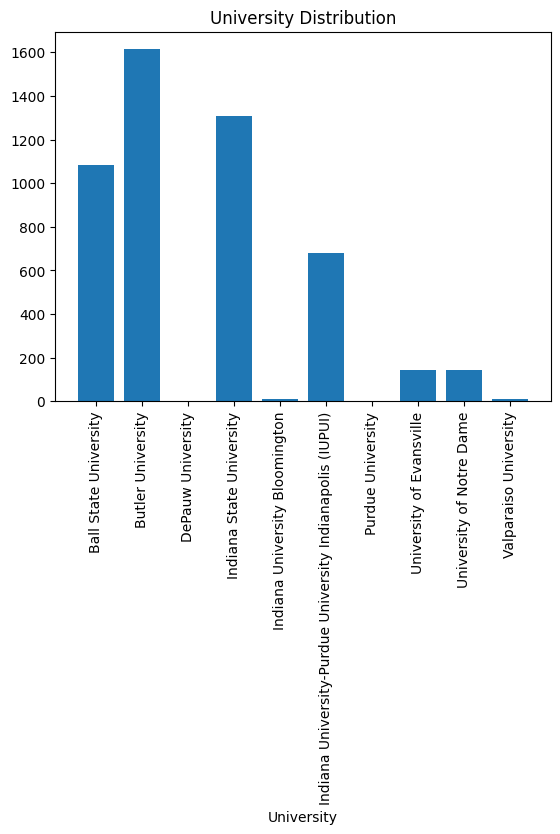 University Distribution
1600
1400
1200
1000
800
600
400
200
0
Ball State University
Butler University
DePauw University
Indiana State University
Indiana University Bloomington
Indiana University-Purdue University Indianapolis (IUPUI)
Purdue University
University of Evansville
University of Notre Dame
Valparaiso University
University